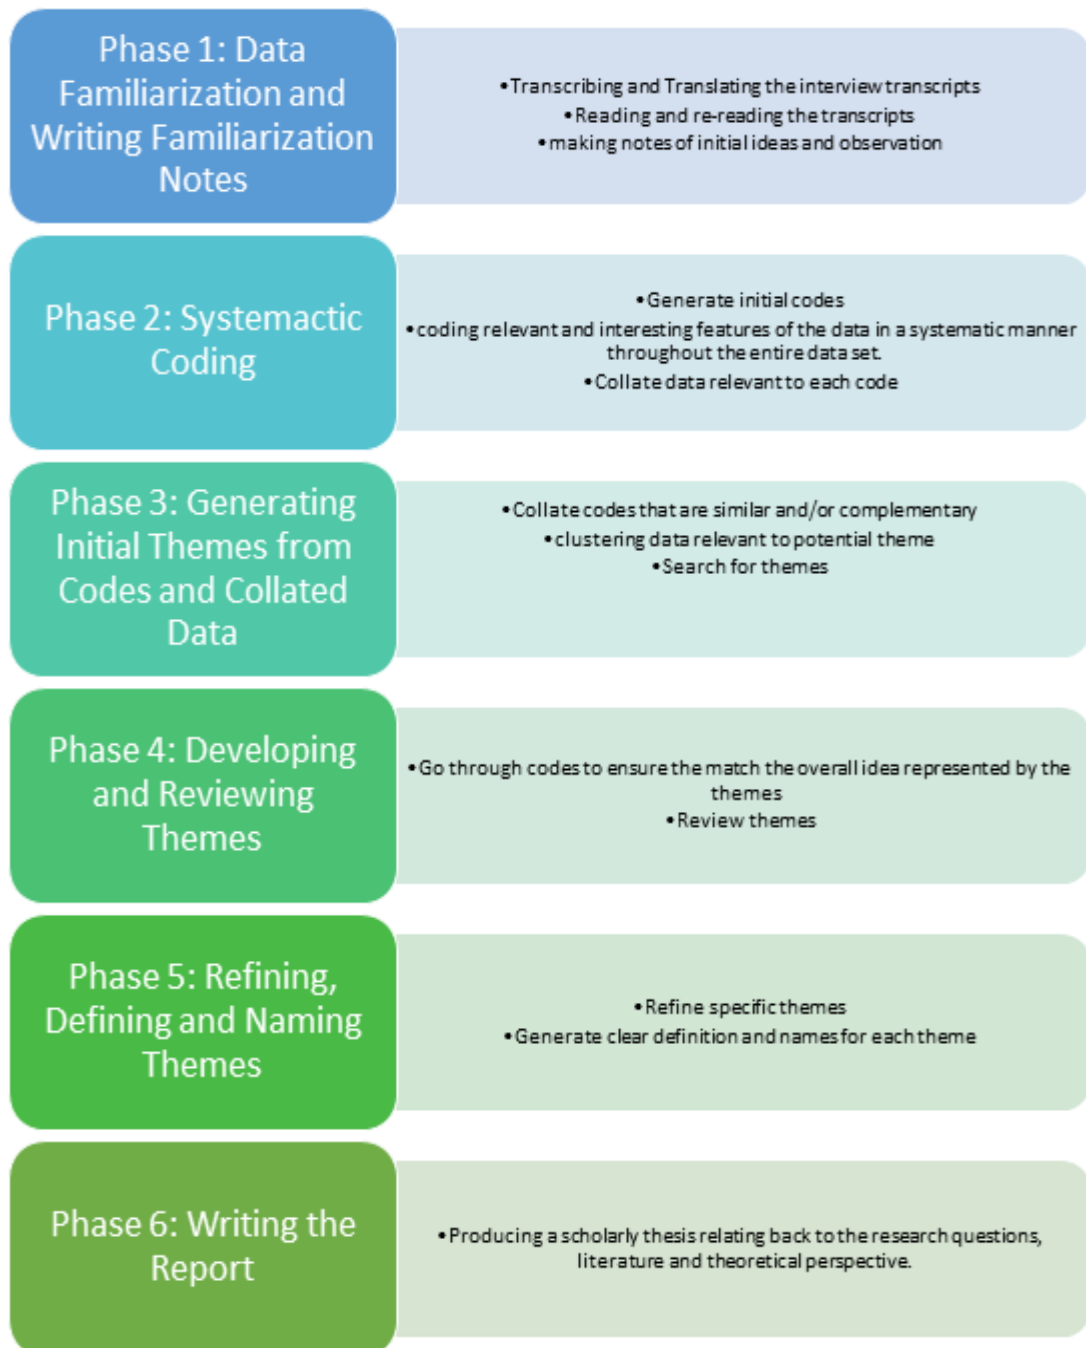 Phase 1: Data
Familiarization and
Writing Familiarization
Notes
•Transcribing and Translating the interview transcripts
•Reading and re-reading the transcripts
•making notes of initial ideas and observation
Phase 2: Systemactic
Coding
•Generate initial codes
•coding relevant and interesting features of the data in a systematic manner
throughout the entire data set.
•Collate data relevant to each code
Phase 3: Generating
Initial Themes from
Codes and Collated
Data
•Collate codes that are similar and/or complementary
•clustering data relevant to potential theme
•Search for themes
Phase 4: Developing
and Reviewing
Themes
•Go through codes to ensure the match the overall idea represented by the
themes
•Review themes
Phase 5: Refining,
Defining and Naming
Themes
•Refine specific themes
•Generate clear definition and names for each theme
Phase 6: Writing the
Report
•Producing a scholarly thesis relating back to the research questions,
literature and theoretical perspective.